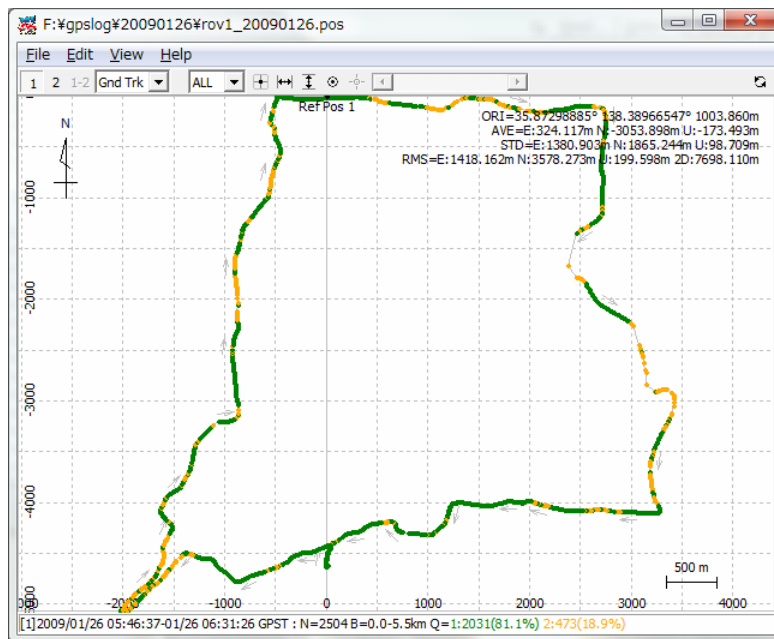 F:¥gpslog¥20090126¥rov1_20090126.pos
File Edit View Help
1 2 1-2 Gnd Trk ALL
Ref Pos 1
ORI=35.87298885° 138.38966547° 1003.860m
AVE=E:324.117m N:-3053.898m U:-173.493m
STD=E:1380.903m N:1865.244m U:98.709m
RMS=E:1418.162m N:3578.273m U:199.598m 2D:7698.110m
N
-1000
-2000
-3000
-4000
-2000 -1000 0 1000 2000 3000 4000
500 m
[1]2009/01/26 05:46:37-01/26 06:31:26 GPST : N=2504 B=0.0-5.5km Q=1:2031(81.1%) 2:473(18.9%)